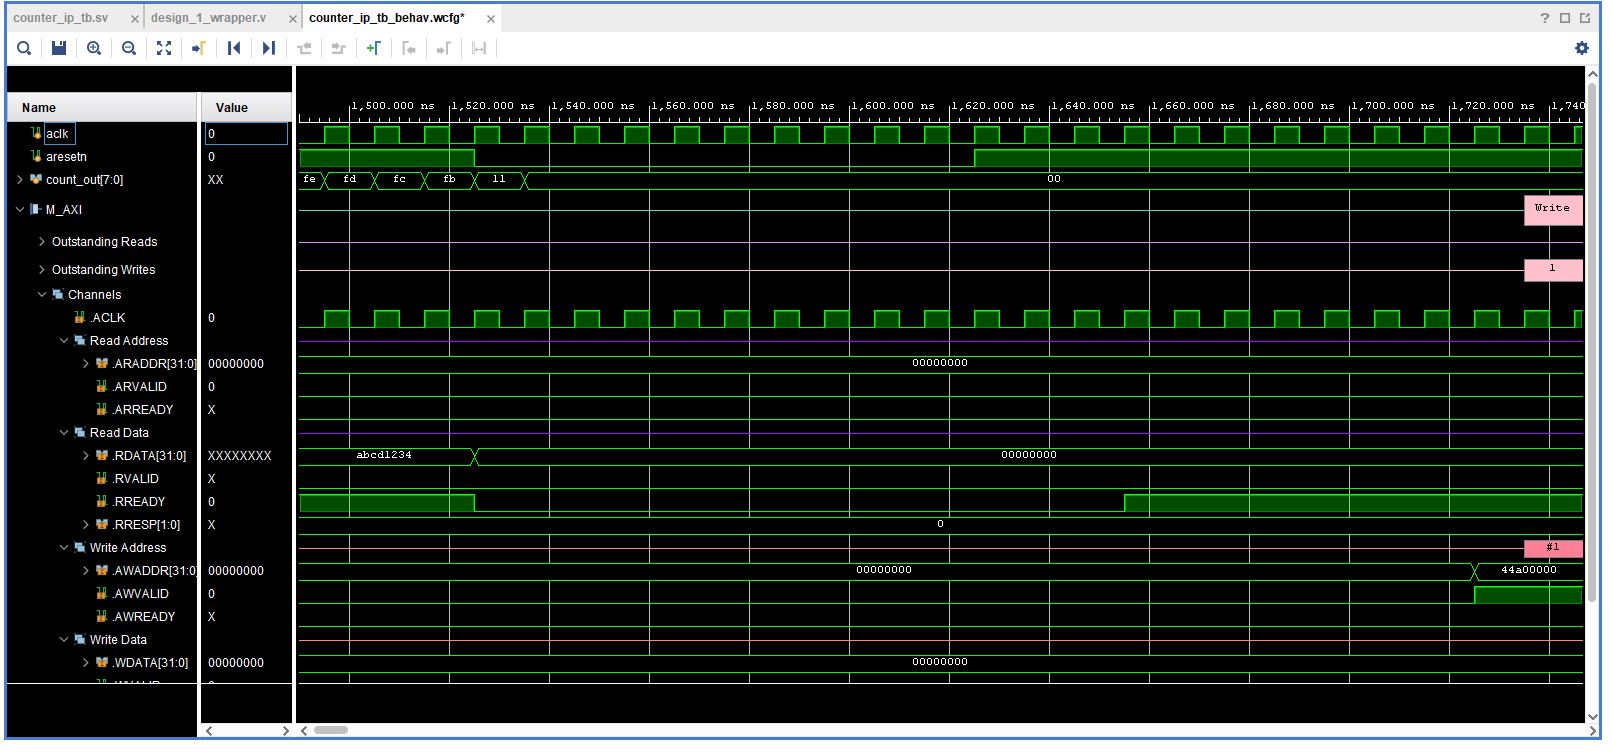 counter_ip_tb.sv × design_1_wrapper.v × counter_ip_tb_behav.wcfg* ×
Name Value
1,500.000 ns 1,520.000 ns 1,540.000 ns 1,560.000 ns 1,580.000 ns 1,600.000 ns 1,620.000 ns 1,640.000 ns 1,660.000 ns 1,680.000 ns 1,700.000 ns 1,720.000 ns 1,740
aclk 0
aresetn 0
count_out[7:0] XX fe fd fc fb 11 00
M_AXI Write
Outstanding Reads
Outstanding Writes 1
Channels
.ACLK 0
Read Address
.ARADDR[31:0] 00000000 00000000
.ARVALID 0
.ARREADY X
Read Data
.RDATA[31:0] XXXXXXXX abcd1234 00000000
.RVALID X
.RREADY 0
.RRESP[1:0] X 0
Write Address #1
.AWADDR[31:0 00000000 00000000 44a00000
.AWVALID 0
.AWREADY X
Write Data
.WDATA[31:0] 00000000 00000000